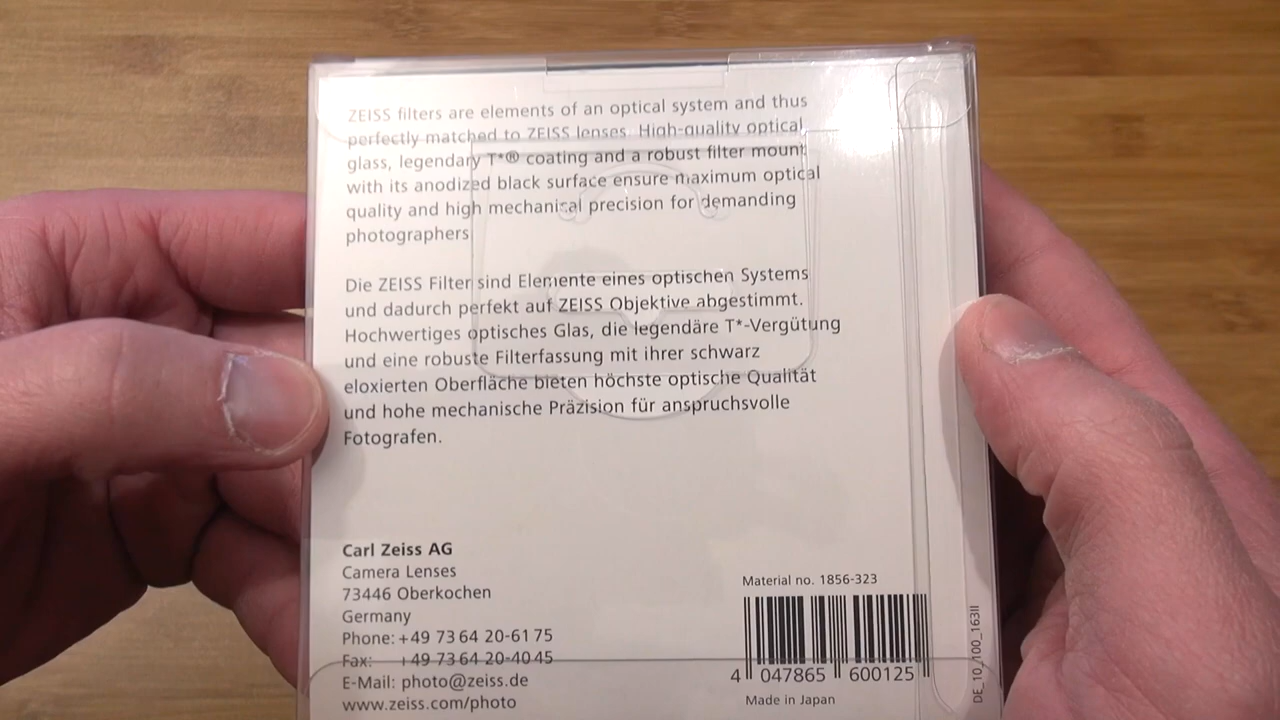 ZEISS filters are elements of an optical system and thus
perfectly matched to ZEISS lenses. High-quality optical
glass, legendary T*® coating and a robust filter mount
with its anodized black surface ensure maximum optical
quality and high mechanical precision for demanding
photographers
Die ZEISS Filter sind Elemente eines optischen Systems
und dadurch perfekt auf ZEISS Objektive abgestimmt.
Hochwertiges optisches Glas, die legendäre T*-Vergütung
und eine robuste Filterfassung mit ihrer schwarz
eloxierten Oberfläche bieten höchste optische Qualität
und hohe mechanische Präzision für anspruchsvolle
Fotografen.
Carl Zeiss AG
Camera Lenses
73446 Oberkochen
Germany
Phone: +49 73 64 20-61 75
Fax: +49 73 64 20-40 45
E-Mail: photo@zeiss.de
www.zeiss.com/photo
Material no. 1856-323
4 047865 600125
Made in Japan
DE_10_100_163II